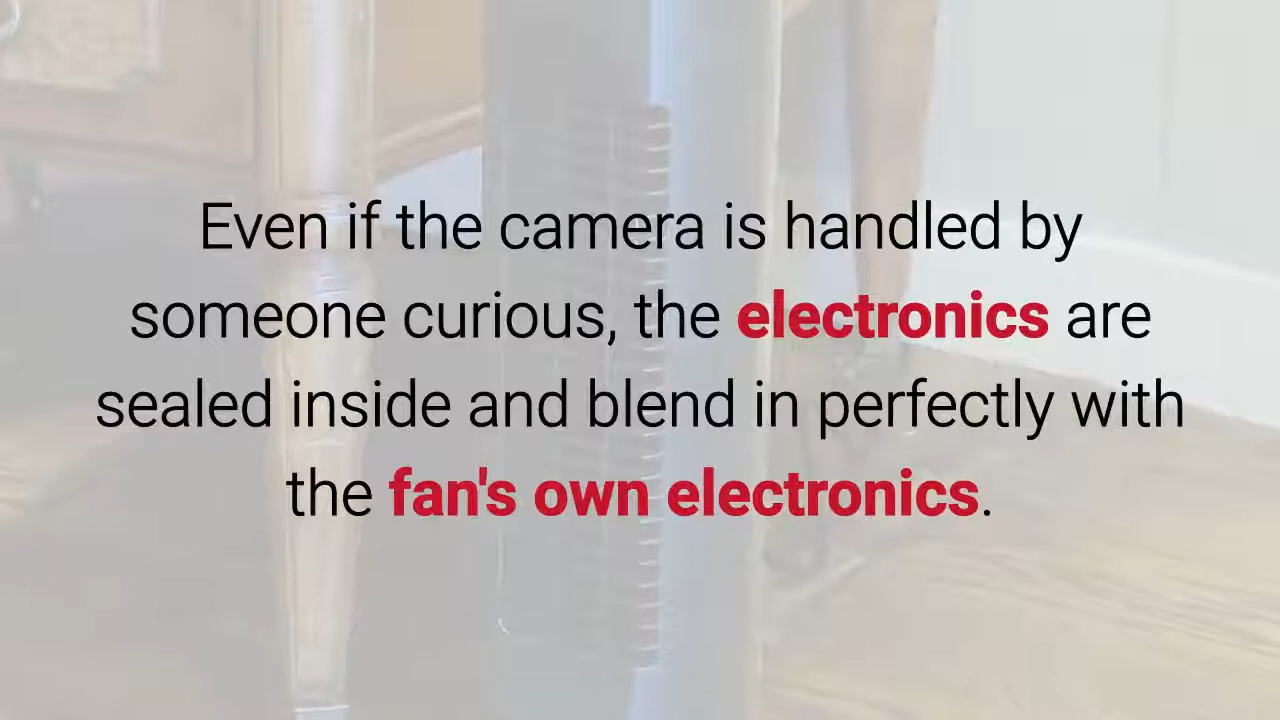 Even if the camera is handled by
someone curious, the electronics are
sealed inside and blend in perfectly with
the fan's own electronics.